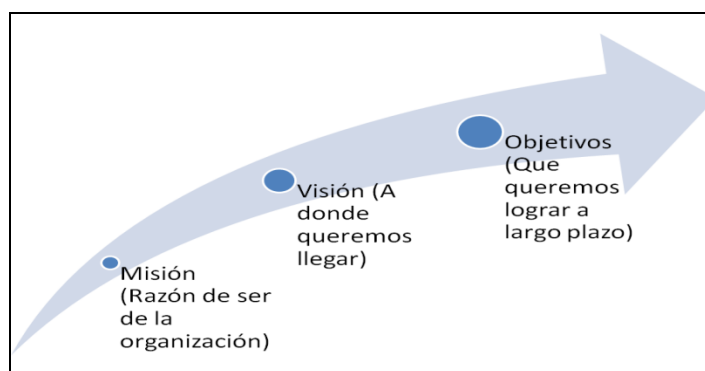 Misión
(Razón de ser
de la
organización)
Visión (A
donde
queremos
llegar)
Objetivos
(Que
queremos
lograr a
largo plazo)